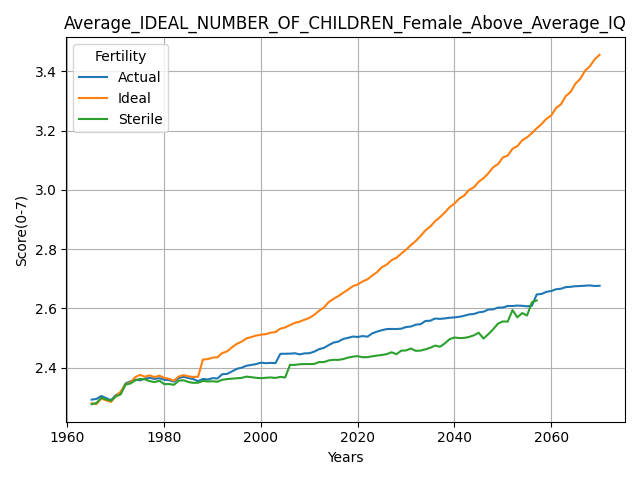 Average_IDEAL_NUMBER_OF_CHILDREN_Female_Above_Average_IQ
Fertility
Actual
Ideal
Sterile
Score(0-7)
3.4
3.2
3.0
2.8
2.6
2.4
1960 1980 2000 2020 2040 2060
Years